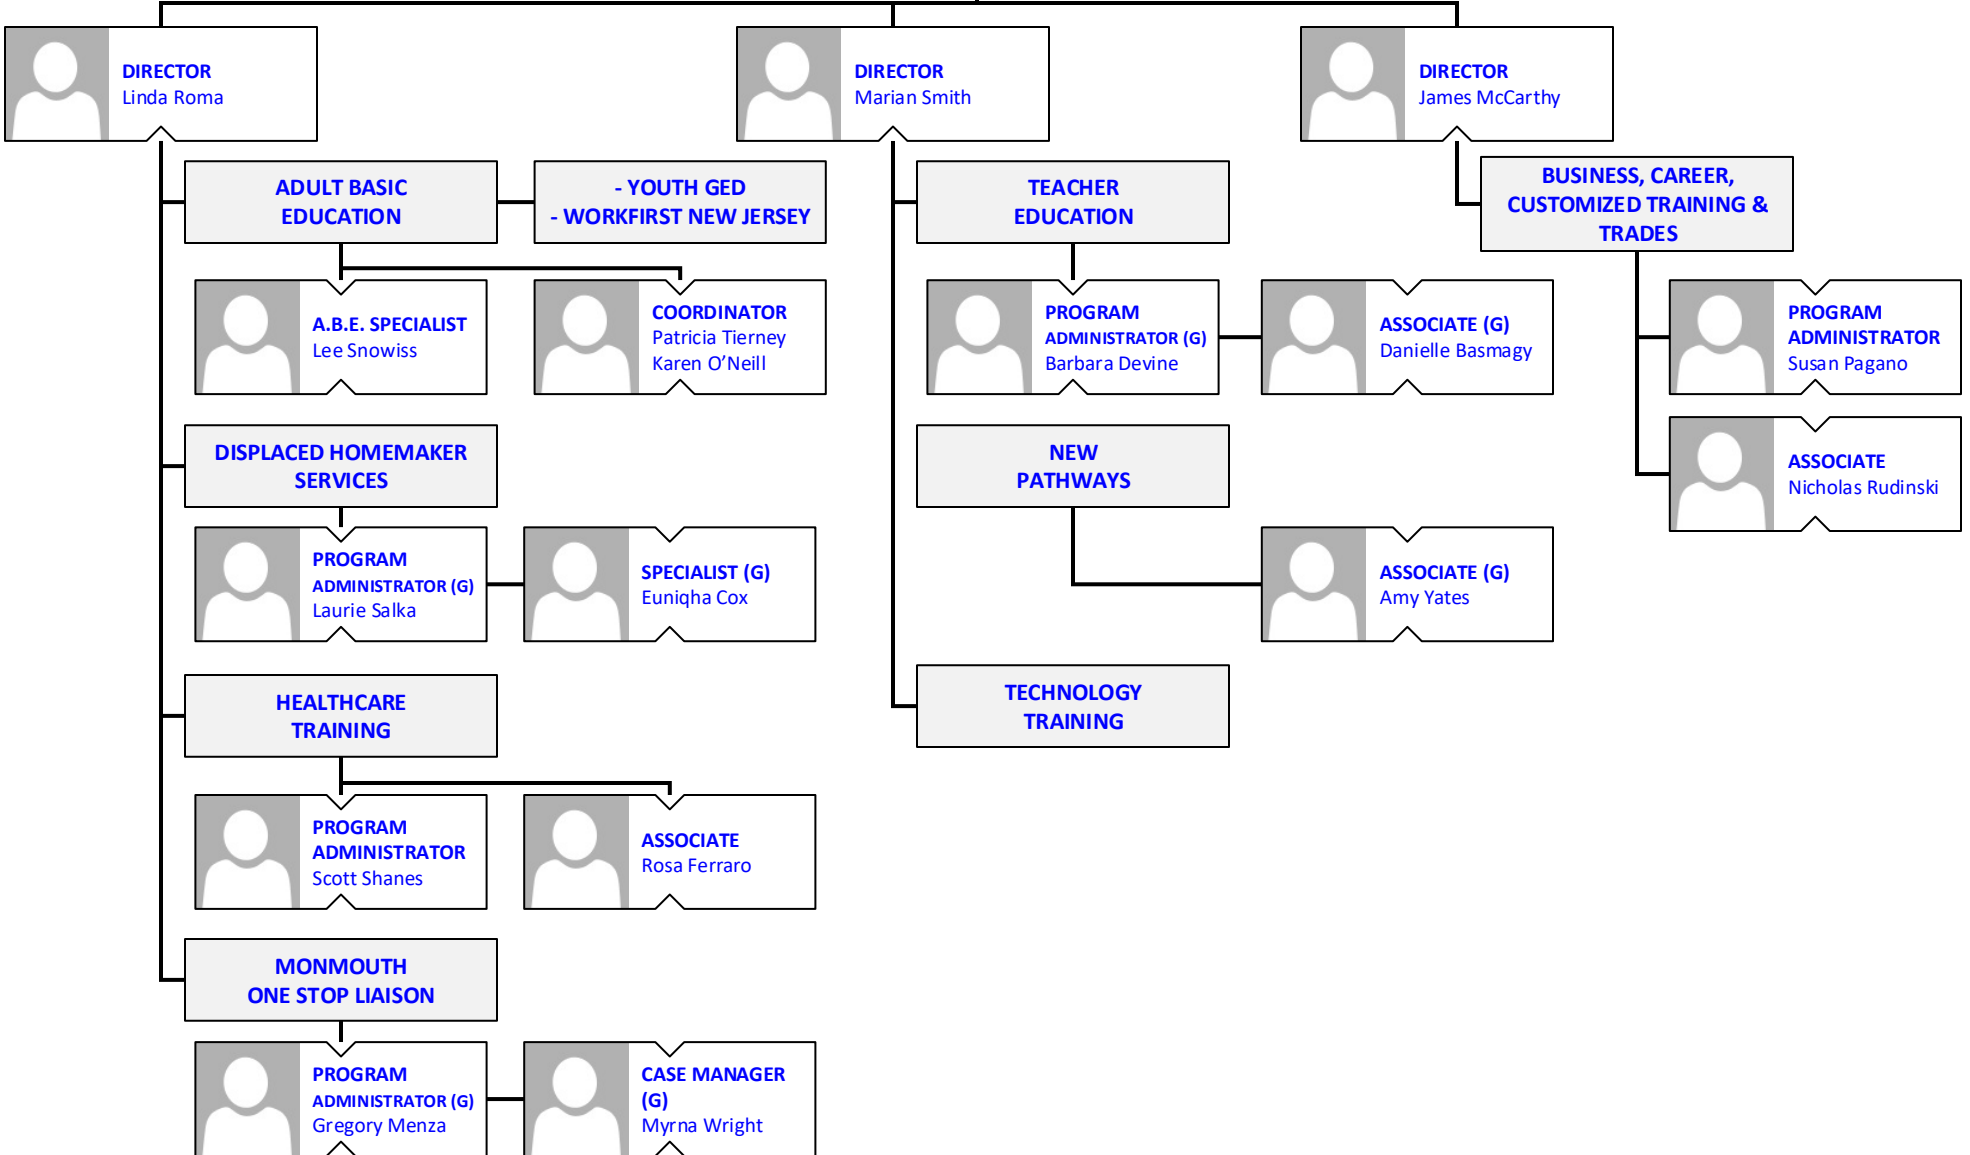 DIRECTOR
Linda Roma
DIRECTOR
Marian Smith
DIRECTOR
James McCarthy
ADULT BASIC
EDUCATION
- YOUTH GED
- WORKFIRST NEW JERSEY
TEACHER
EDUCATION
BUSINESS, CAREER,
CUSTOMIZED TRAINING &
TRADES
A.B.E. SPECIALIST
Lee Snowiss
COORDINATOR
Patricia Tierney
Karen O’Neill
PROGRAM
ADMINISTRATOR (G)
Barbara Devine
ASSOCIATE (G)
Danielle Basmagy
PROGRAM
ADMINISTRATOR
Susan Pagano
DISPLACED HOMEMAKER
SERVICES
NEW
PATHWAYS
ASSOCIATE
Nicholas Rudinski
PROGRAM
ADMINISTRATOR (G)
Laurie Salka
SPECIALIST (G)
Euniqha Cox
ASSOCIATE (G)
Amy Yates
HEALTHCARE
TRAINING
TECHNOLOGY
TRAINING
PROGRAM
ADMINISTRATOR
Scott Shanes
ASSOCIATE
Rosa Ferraro
MONMOUTH
ONE STOP LIAISON
PROGRAM
ADMINISTRATOR (G)
Gregory Menza
CASE MANAGER
(G)
Myrna Wright